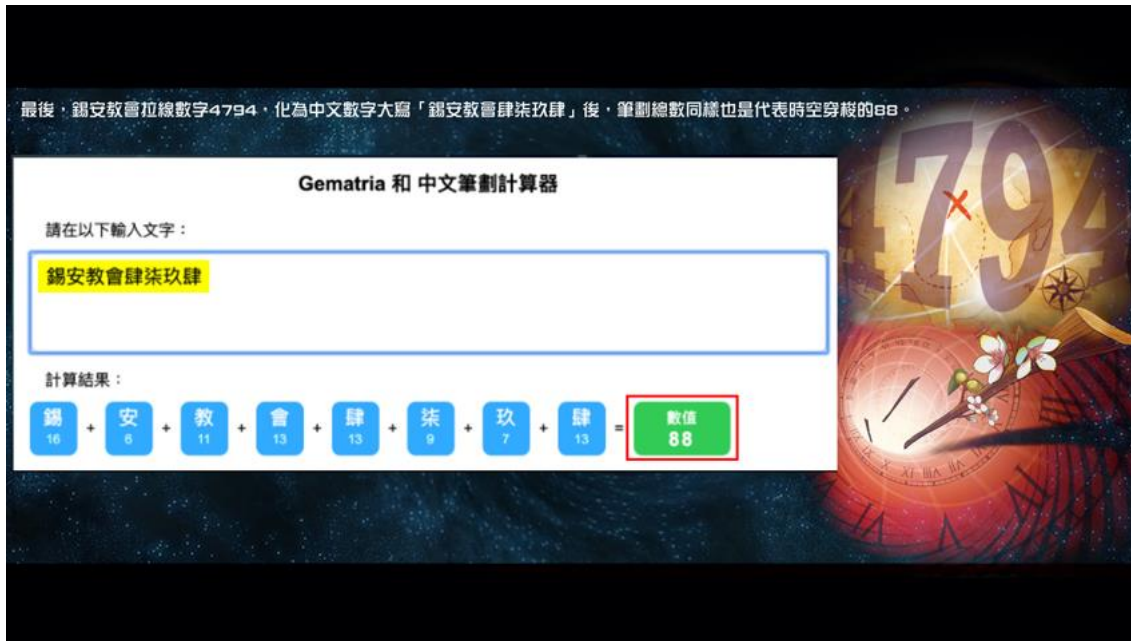 最後，錫安教會拉線數字4794，化為中文數字大寫「錫安教會肆柒玖肆」後，筆劃總數同樣也是代表時空穿梭的88。
Gematria 和 中文筆劃計算器
請在以下輸入文字：
錫安教會肆柒玖肆
計算結果：
錫 + 安 + 教 + 會 + 肆 + 柒 + 玖 + 肆 = 數值
16 6 11 13 13 9 7 13 88
4794